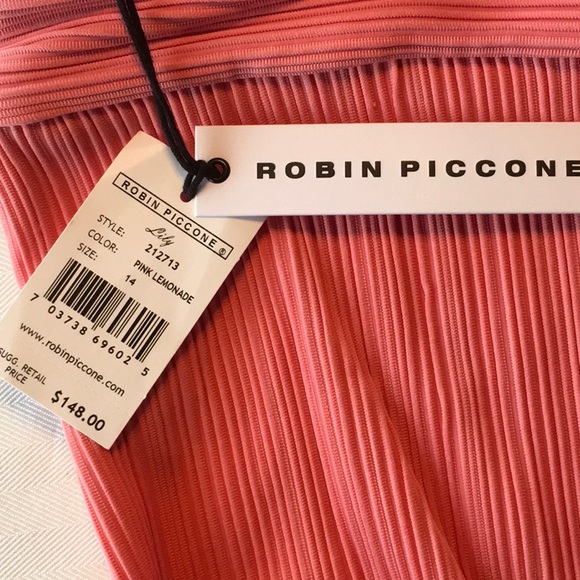 ROBIN PICCONE
ROBIN PICCONE®
Lily
STYLE: 212713
COLOR: PINK LEMONADE
SIZE: 14
7 03738 69602 5
www.robinpiccone.com
SUGG. RETAIL
PRICE $148.00